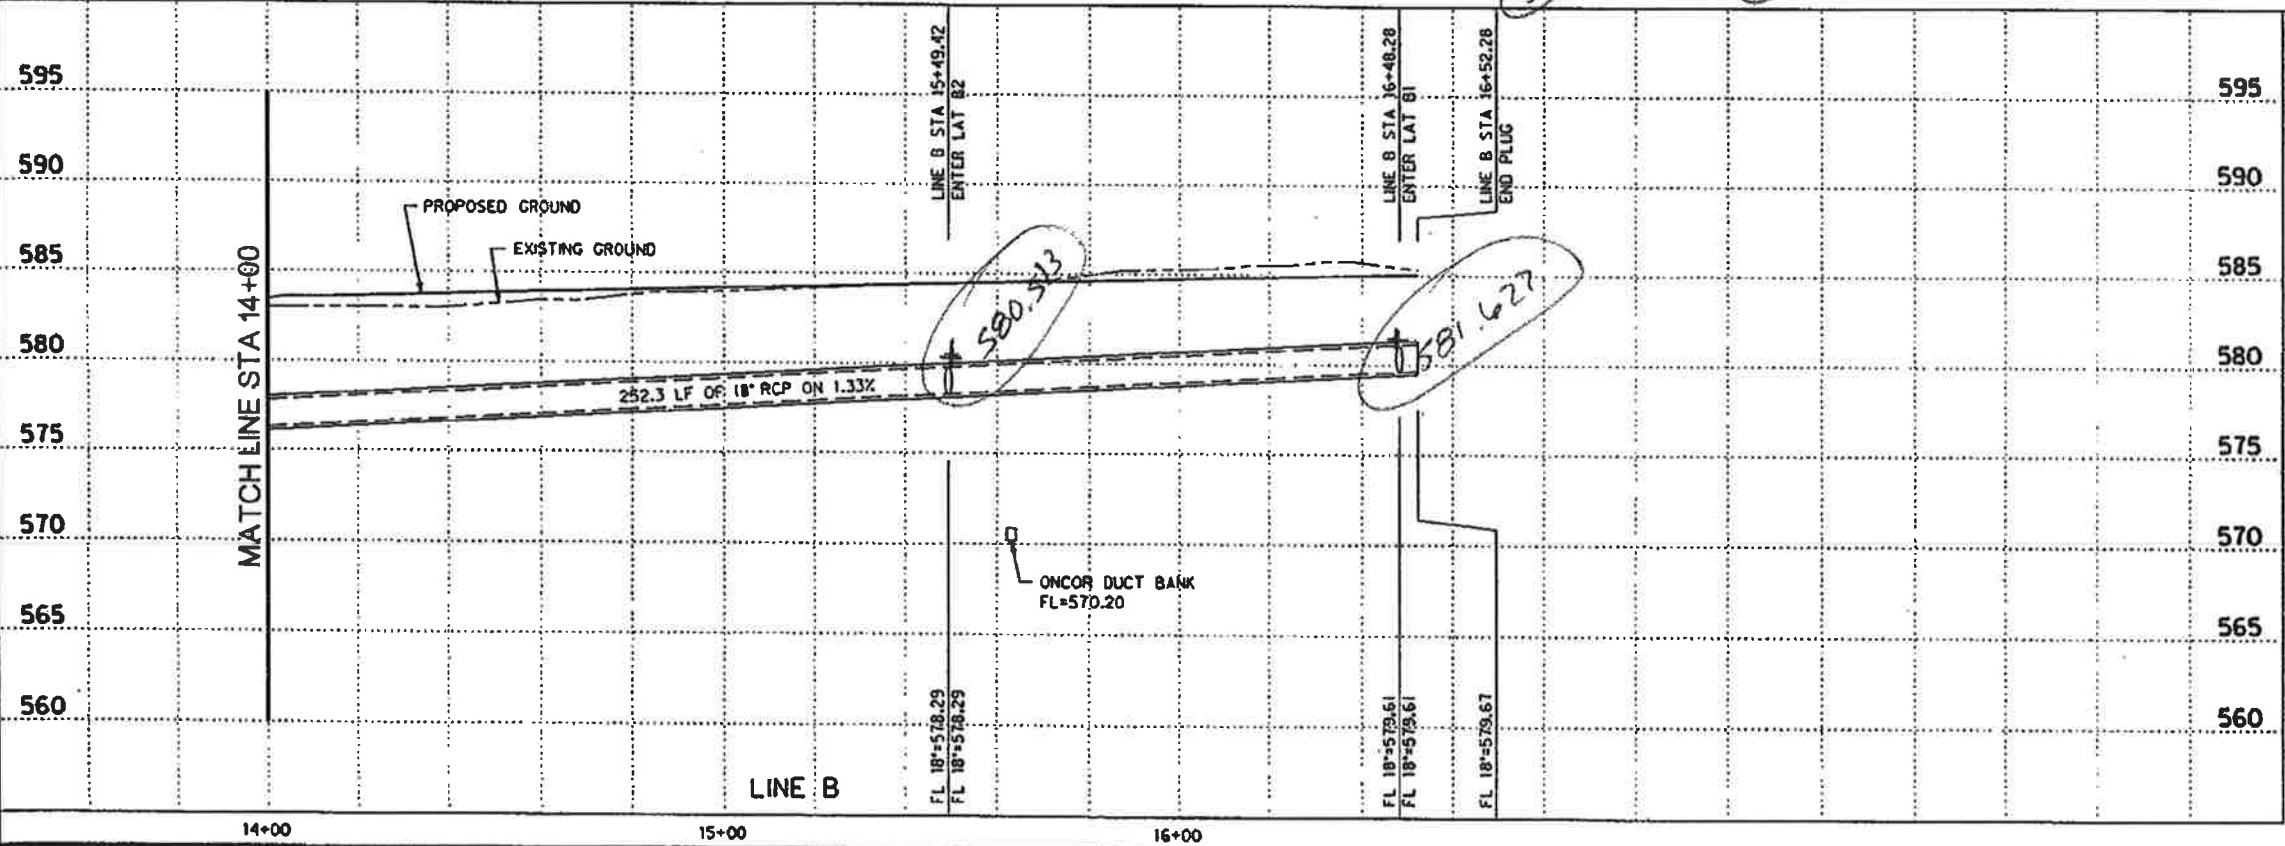 595
590
585
580
575
570
565
560
MATCH LINE STA 14+00
PROPOSED GROUND
EXISTING GROUND
252.3 LF OF 18" RCP ON 1.33%
LINE B STA 15+49.42
ENTER LAT B2
LINE B STA 16+48.28
ENTER LAT B1
LINE B STA 16+52.28
END PLUG
580.513
581.627
ONCOR DUCT BANK
FL=570.20
FL 18"=578.29
FL 18"=578.29
FL 18"=579.61
FL 18"=579.61
FL 18"=579.67
LINE B
595
590
585
580
575
570
565
560
14+00
15+00
16+00